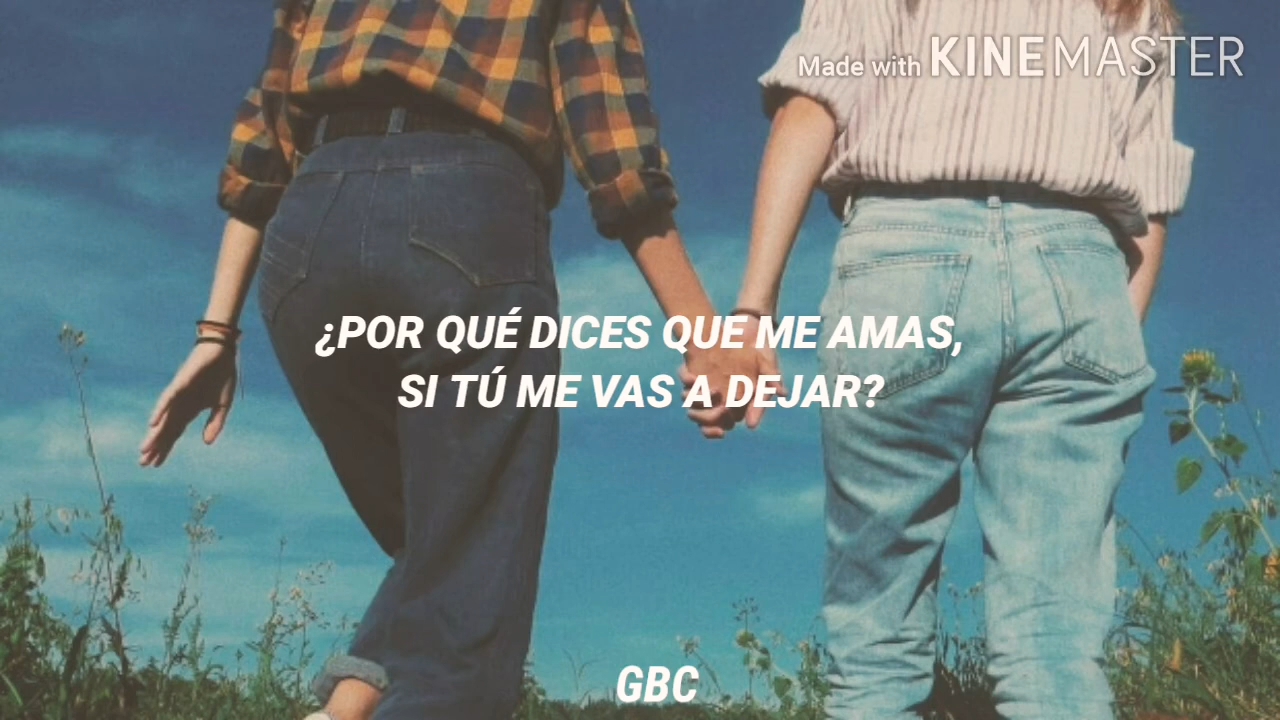 Made with KINEMASTER
¿POR QUÉ DICES QUE ME AMAS,
SI TÚ ME VAS A DEJAR?
GBC